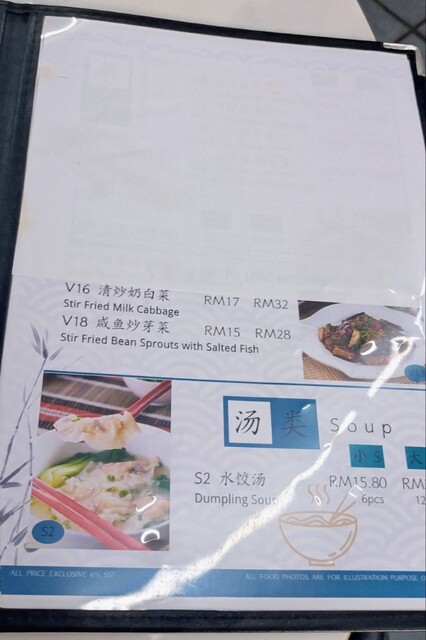 V16 清炒奶白菜 RM17 RM32
Stir Fried Milk Cabbage
V18 咸鱼炒芽菜 RM15 RM28
Stir Fried Bean Sprouts with Salted Fish
汤类 Soup
小 S 大
S2 水饺汤 RM15.80
Dumpling Soup 6pcs 12
S2
ALL PRICE EXCLUSIVE 6% SST
ALL FOOD PHOTOS ARE FOR ILLUSTRATION PURPOSE